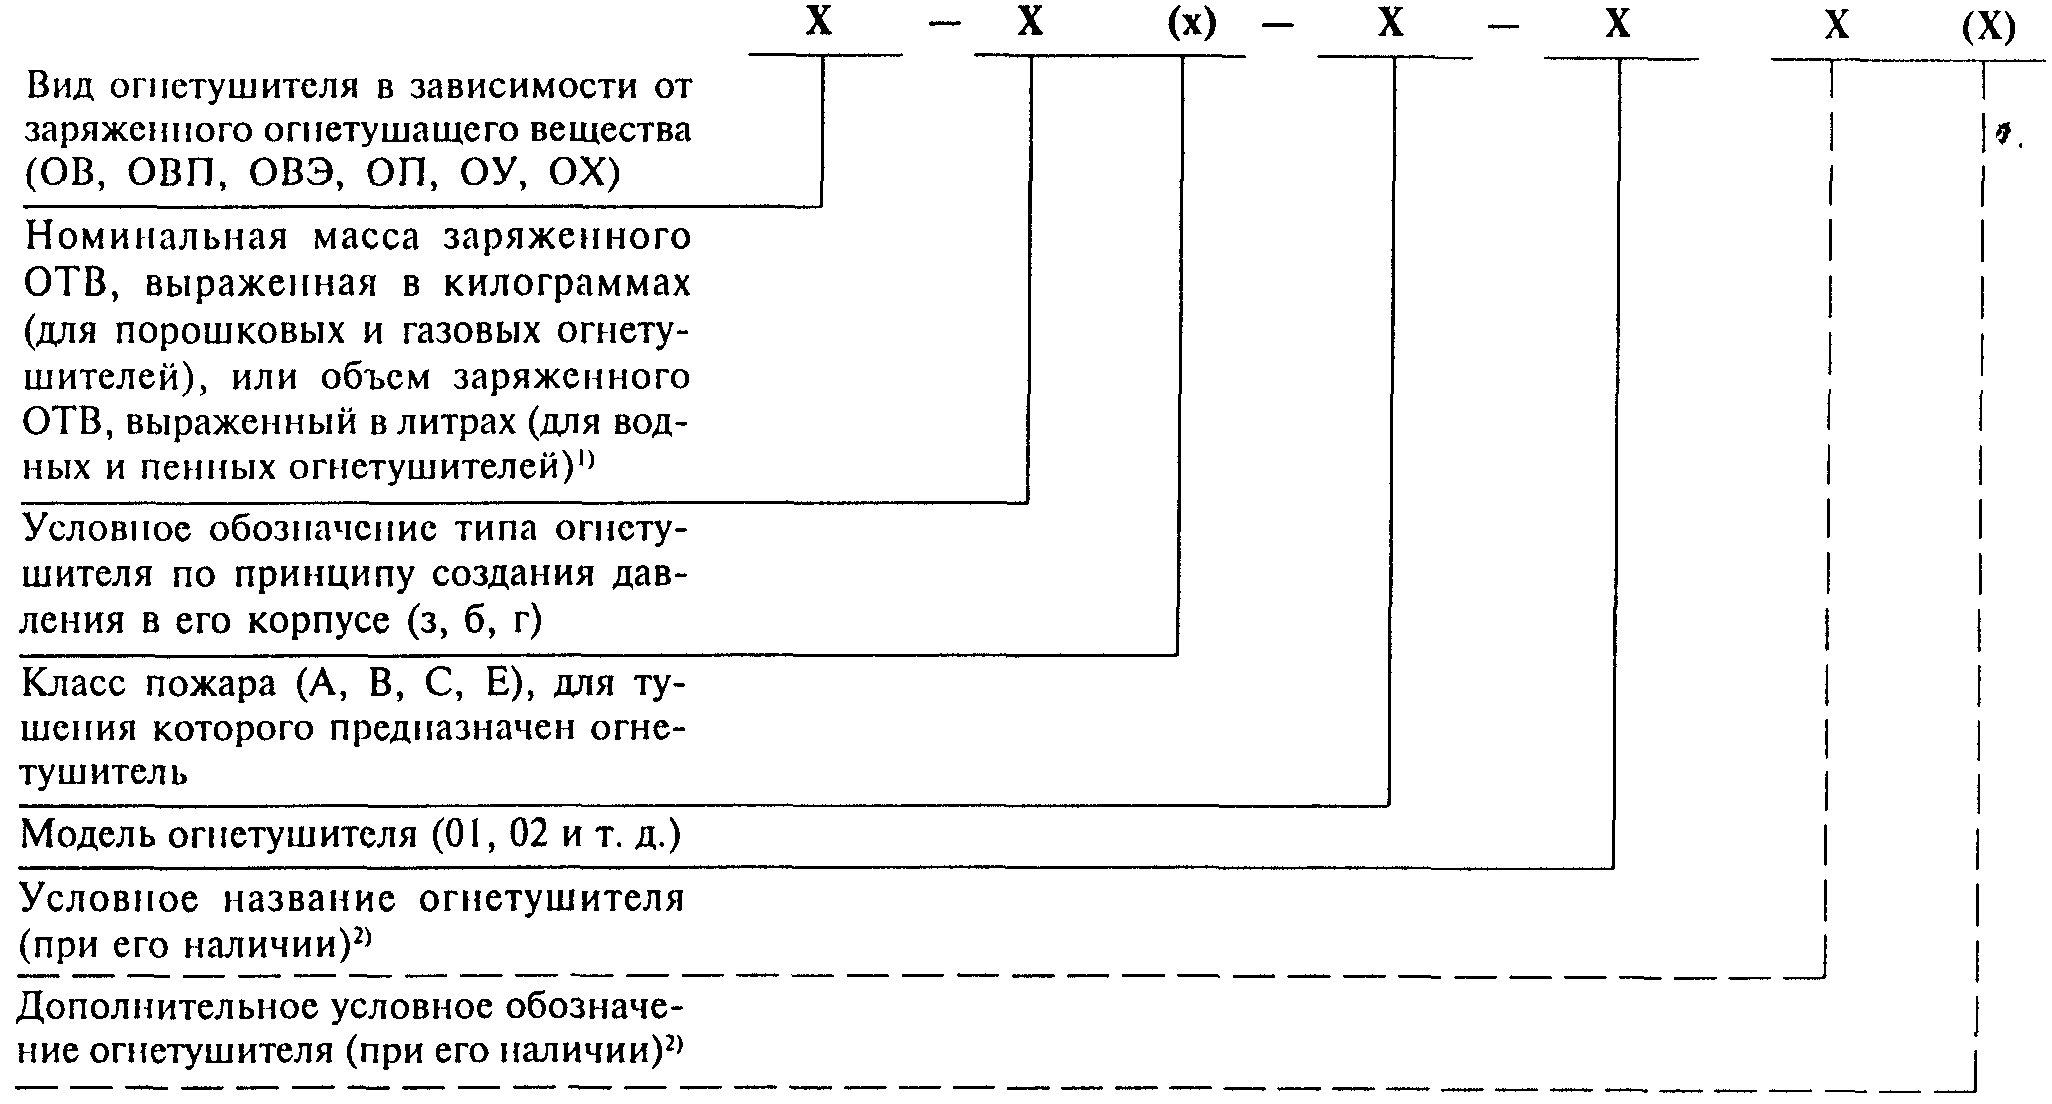 Х – Х (х) – Х – Х Х (Х)
Вид огнетушителя в зависимости от
заряженного огнетушащего вещества
(ОВ, ОВП, ОВЭ, ОП, ОУ, ОХ)
Номинальная масса заряженного
ОТВ, выраженная в килограммах
(для порошковых и газовых огнету-
шителей), или объем заряженного
ОТВ, выраженный в литрах (для вод-
ных и пенных огнетушителей)¹⁾
Условное обозначение типа огнету-
шителя по принципу создания дав-
ления в его корпусе (з, б, г)
Класс пожара (А, В, С, Е), для ту-
шения которого предназначен огне-
тушитель
Модель огнетушителя (01, 02 и т. д.)
Условное название огнетушителя
(при его наличии)²⁾
Дополнительное условное обозначе-
ние огнетушителя (при его наличии)²⁾